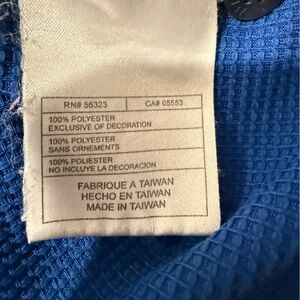 RN# 56323 CA# 05553
100% POLYESTER
EXCLUSIVE OF DECORATION
100% POLYESTER
SANS ORNEMENTS
100% POLIESTER
NO INCLUYE LA DECORACION
FABRIQUE A TAIWAN
HECHO EN TAIWAN
MADE IN TAIWAN